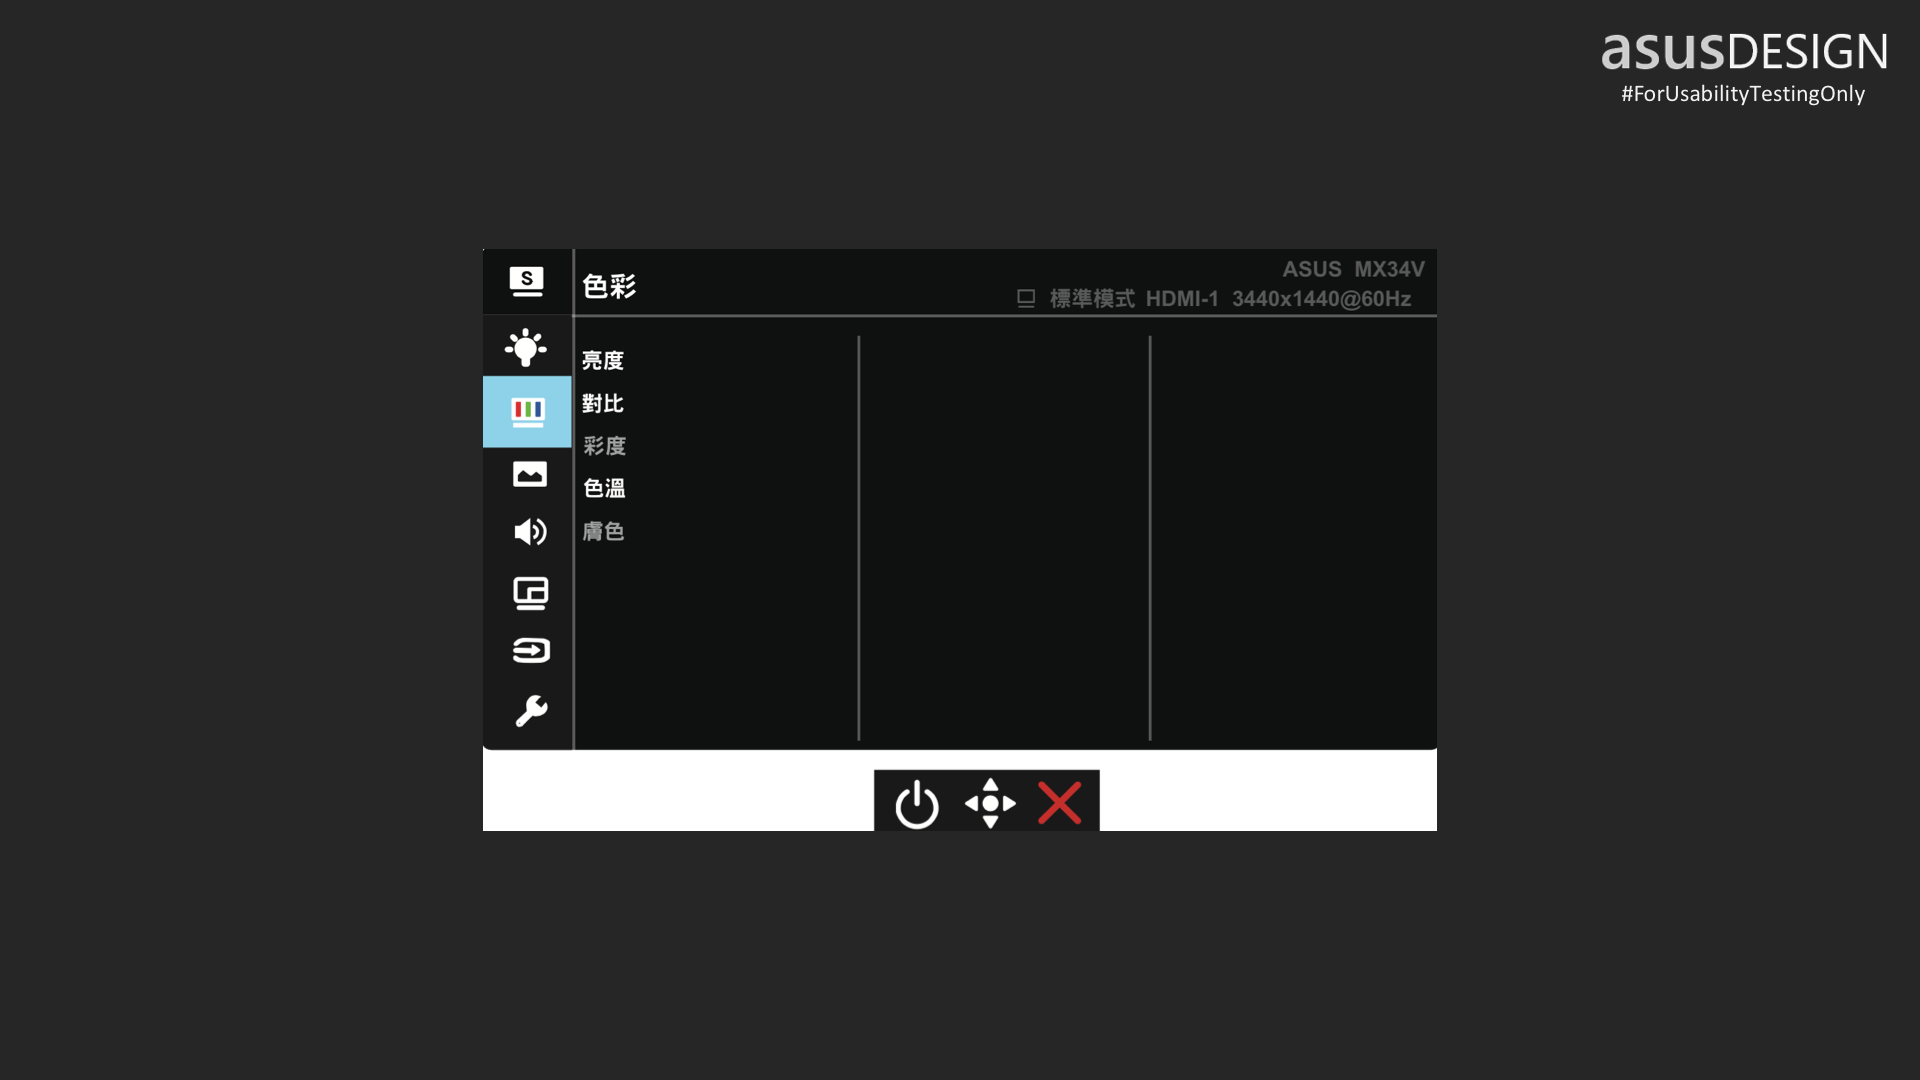 asusDESIGN
#ForUsabilityTestingOnly
S
色彩
ASUS MX34V
標準模式 HDMI-1 3440x1440@60Hz
亮度
對比
彩度
色溫
膚色